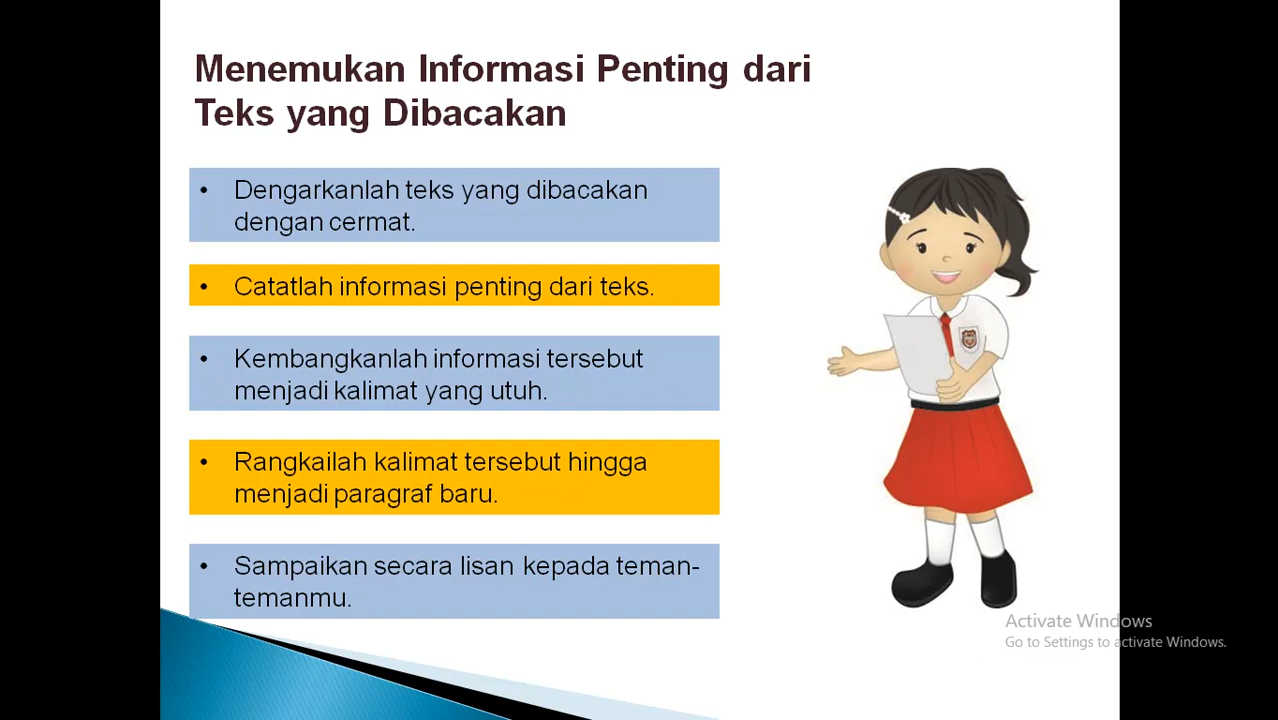 Menemukan Informasi Penting dari
Teks yang Dibacakan
• Dengarkanlah teks yang dibacakan
dengan cermat.
• Catatlah informasi penting dari teks.
• Kembangkanlah informasi tersebut
menjadi kalimat yang utuh.
• Rangkailah kalimat tersebut hingga
menjadi paragraf baru.
• Sampaikan secara lisan kepada teman-
temanmu.
Activate Windows
Go to Settings to activate Windows.